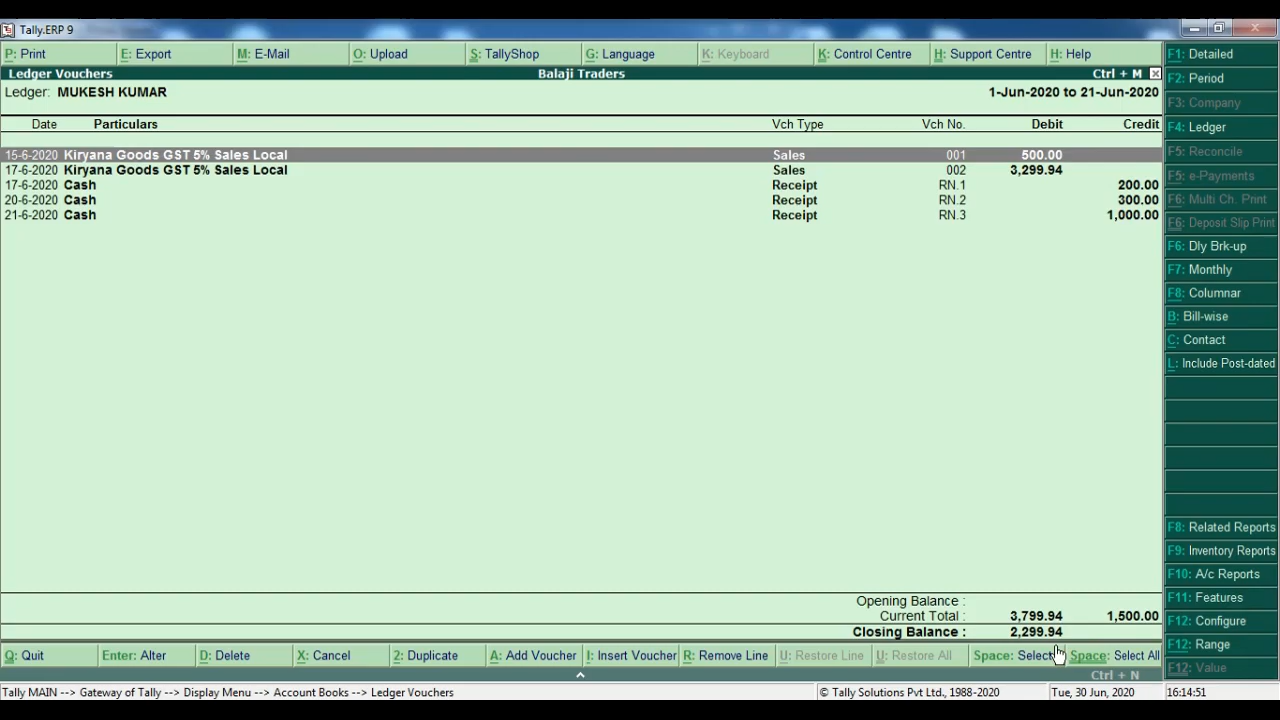 Tally.ERP 9
P: Print E: Export M: E-Mail O: Upload S: TallyShop G: Language K: Keyboard K: Control Centre H: Support Centre H: Help
Ledger Vouchers Balaji Traders Ctrl + M
Ledger: MUKESH KUMAR 1-Jun-2020 to 21-Jun-2020
Date Particulars Vch Type Vch No. Debit Credit
15-6-2020 Kiryana Goods GST 5% Sales Local Sales 001 500.00
17-6-2020 Kiryana Goods GST 5% Sales Local Sales 002 3,299.94
17-6-2020 Cash Receipt RN.1 200.00
20-6-2020 Cash Receipt RN.2 300.00
21-6-2020 Cash Receipt RN.3 1,000.00
Opening Balance :
Current Total : 3,799.94 1,500.00
Closing Balance : 2,299.94
Q: Quit Enter: Alter D: Delete X: Cancel 2: Duplicate A: Add Voucher I: Insert Voucher R: Remove Line U: Restore Line U: Restore All Space: Select Space: Select All
Ctrl + N
Tally MAIN --> Gateway of Tally --> Display Menu --> Account Books --> Ledger Vouchers © Tally Solutions Pvt Ltd., 1988-2020 Tue, 30 Jun, 2020 16:14:51
F1: Detailed
F2: Period
F3: Company
F4: Ledger
F5: Reconcile
F5: e-Payments
F6: Multi Ch. Print
F6: Deposit Slip Print
F6: Dly Brk-up
F7: Monthly
F8: Columnar
B: Bill-wise
C: Contact
L: Include Post-dated
F8: Related Reports
F9: Inventory Reports
F10: A/c Reports
F11: Features
F12: Configure
F12: Range
F12: Value